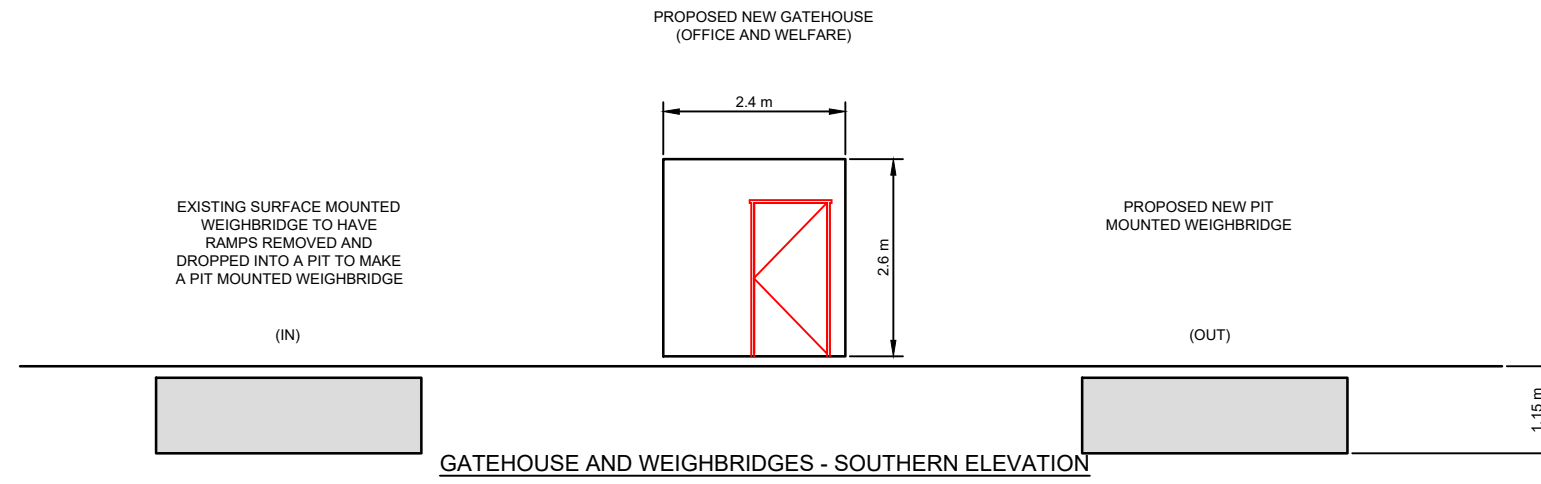 PROPOSED NEW GATEHOUSE
(OFFICE AND WELFARE)
2.4 m
EXISTING SURFACE MOUNTED
WEIGHBRIDGE TO HAVE
RAMPS REMOVED AND
DROPPED INTO A PIT TO MAKE
A PIT MOUNTED WEIGHBRIDGE
(IN)
2.6 m
PROPOSED NEW PIT
MOUNTED WEIGHBRIDGE
(OUT)
1.15 m
GATEHOUSE AND WEIGHBRIDGES - SOUTHERN ELEVATION